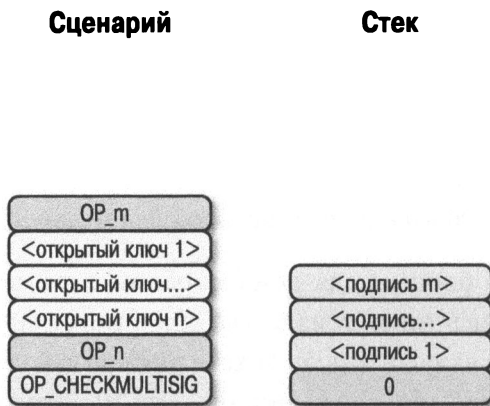 Сценарий
Стек
OP_m
<открытый ключ 1>
<открытый ключ...>
<открытый ключ n>
OP_n
OP_CHECKMULTISIG
<подпись m>
<подпись...>
<подпись 1>
0